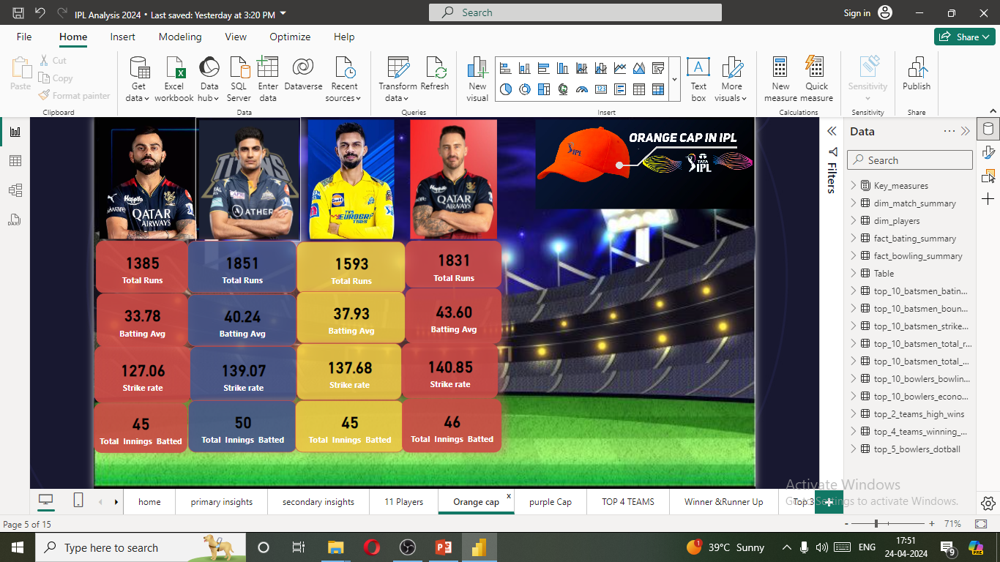 IPL Analysis 2024 • Last saved: Yesterday at 3:20 PM
Search
Sign in
File Home Insert Modeling View Optimize Help
Share
Paste
Cut
Copy
Format painter
Clipboard
Get data
Excel workbook
Data hub
SQL Server
Enter data
Dataverse
Recent sources
Data
Transform data
Refresh
Queries
New visual
Text box
More visuals
Insert
New measure
Quick measure
Calculations
Sensitivity
Sensitivity
Publish
Share
ORANGE CAP IN IPL
IPL
TATA
IPL
Happilo
QATAR
AIRWAYS
TITANS
ATHER
Gulf
TVS
EUROGRIP
TYRES
Happilo
QATAR
AIRWAYS
1385 1851 1593 1831
Total Runs Total Runs Total Runs Total Runs
33.78 40.24 37.93 43.60
Batting Avg Batting Avg Batting Avg Batting Avg
127.06 139.07 137.68 140.85
Strike rate Strike rate Strike rate Strike rate
45 50 45 46
Total Innings Batted Total Innings Batted Total Innings Batted Total Innings Batted
Filters
Data
Search
Key_measures
dim_match_summary
dim_players
fact_bating_summary
fact_bowling_summary
Table
top_10_batsmen_batin...
top_10_batsmen_boun...
top_10_batsmen_strike...
top_10_batsmen_total_r...
top_10_batsmen_total_...
top_10_bowlers_bowlin...
top_10_bowlers_econo...
top_2_teams_high_wins
top_4_teams_winning_...
top_5_bowlers_dotball
Activate Windows
Go to Settings to activate Windows.
home primary insights secondary insights 11 Players Orange cap x purple Cap TOP 4 TEAMS Winner &Runner Up Top 3
Page 5 of 15
- + 71%
Type here to search
1
39°C Sunny
ENG
17:51
24-04-2024
9
PRE